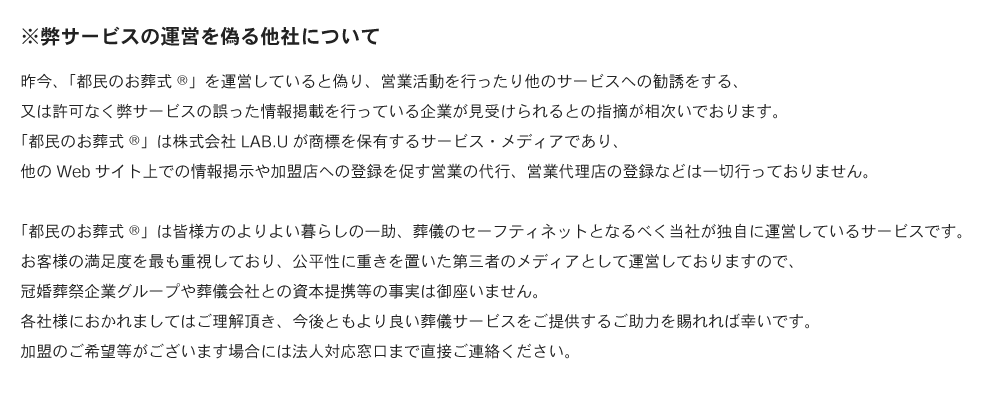 ※弊サービスの運営を偽る他社について
昨今、「都民のお葬式 ®」を運営していると偽り、営業活動を行ったり他のサービスへの勧誘をする、
又は許可なく弊サービスの誤った情報掲載を行っている企業が見受けられるとの指摘が相次いでおります。
「都民のお葬式 ®」は株式会社 LAB.U が商標を保有するサービス・メディアであり、
他の Web サイト上での情報掲示や加盟店への登録を促す営業の代行、営業代理店の登録などは一切行っておりません。
「都民のお葬式 ®」は皆様方のよりよい暮らしの一助、葬儀のセーフティネットとなるべく当社が独自に運営しているサービスです。
お客様の満足度を最も重視しており、公平性に重きを置いた第三者のメディアとして運営しておりますので、
冠婚葬祭企業グループや葬儀会社との資本提携等の事実は御座いません。
各社様におかれましてはご理解頂き、今後ともより良い葬儀サービスをご提供するご助力を賜れれば幸いです。
加盟のご希望等がございます場合には法人対応窓口まで直接ご連絡ください。